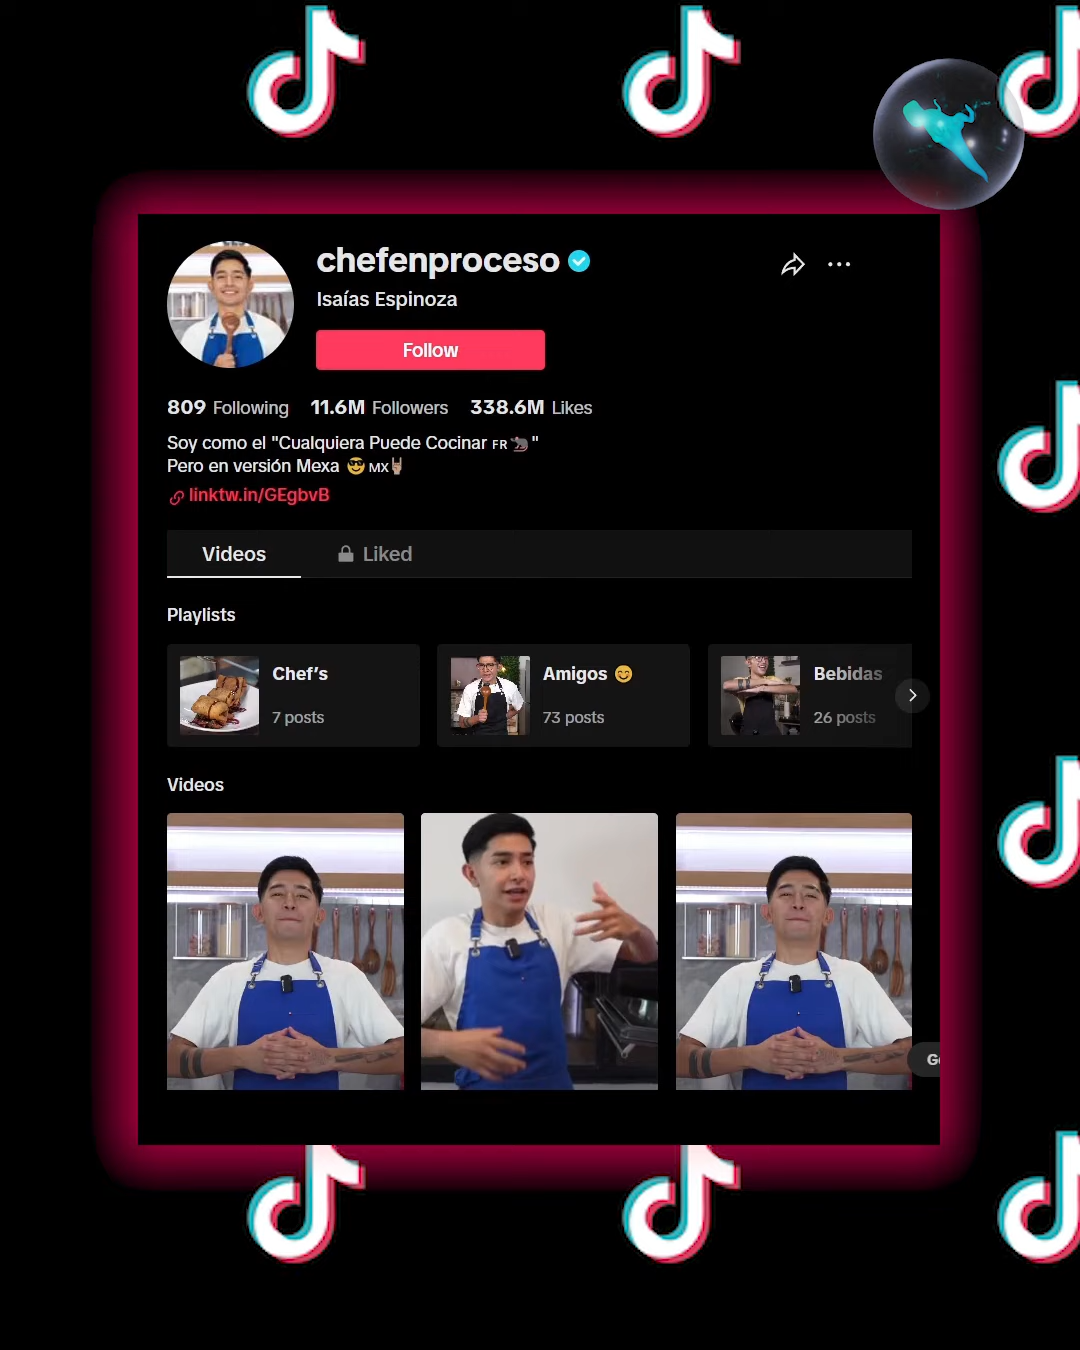 chefenproceso
Isaías Espinoza
Follow
809 Following 11.6M Followers 338.6M Likes
Soy como el "Cualquiera Puede Cocinar FR🐀"
Pero en versión Mexa 😎MX🤘🏼
linktw.in/GEgbvB
Videos Liked
Playlists
Chef's
7 posts
Amigos 😊
73 posts
Bebidas
26 posts
Videos